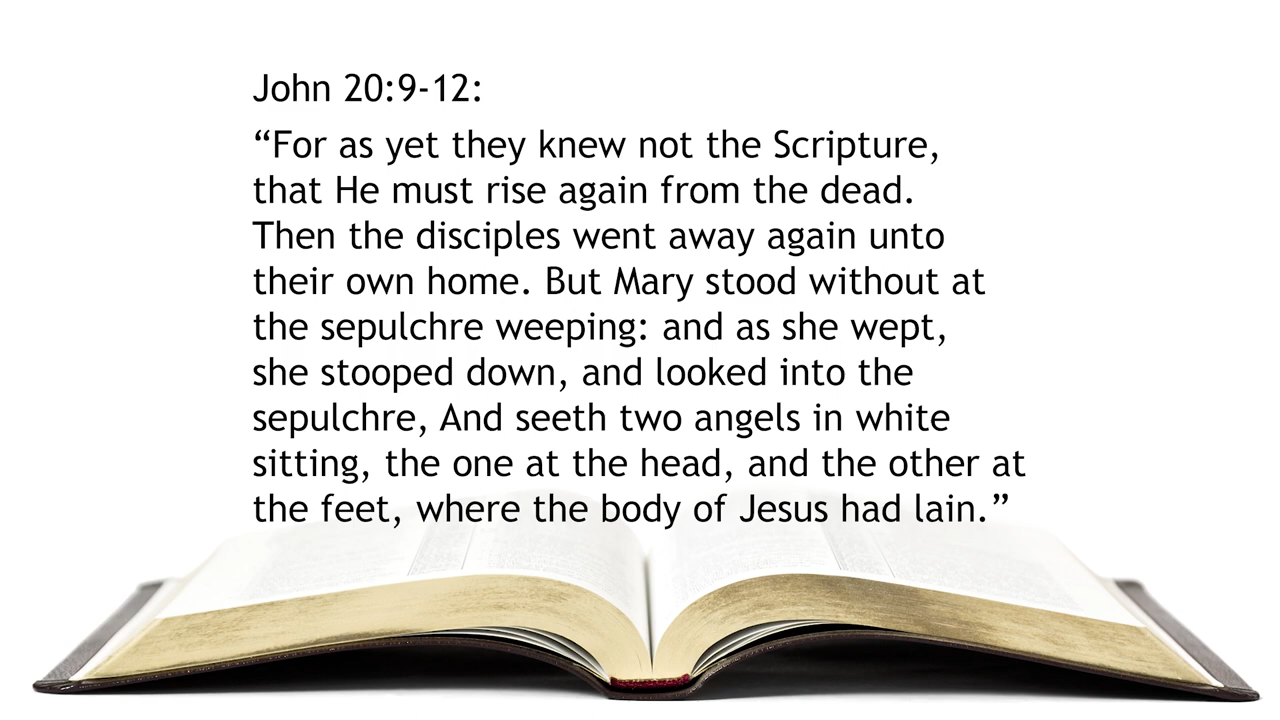 John 20:9-12:
“For as yet they knew not the Scripture,
that He must rise again from the dead.
Then the disciples went away again unto
their own home. But Mary stood without at
the sepulchre weeping: and as she wept,
she stooped down, and looked into the
sepulchre, And seeth two angels in white
sitting, the one at the head, and the other at
the feet, where the body of Jesus had lain.”